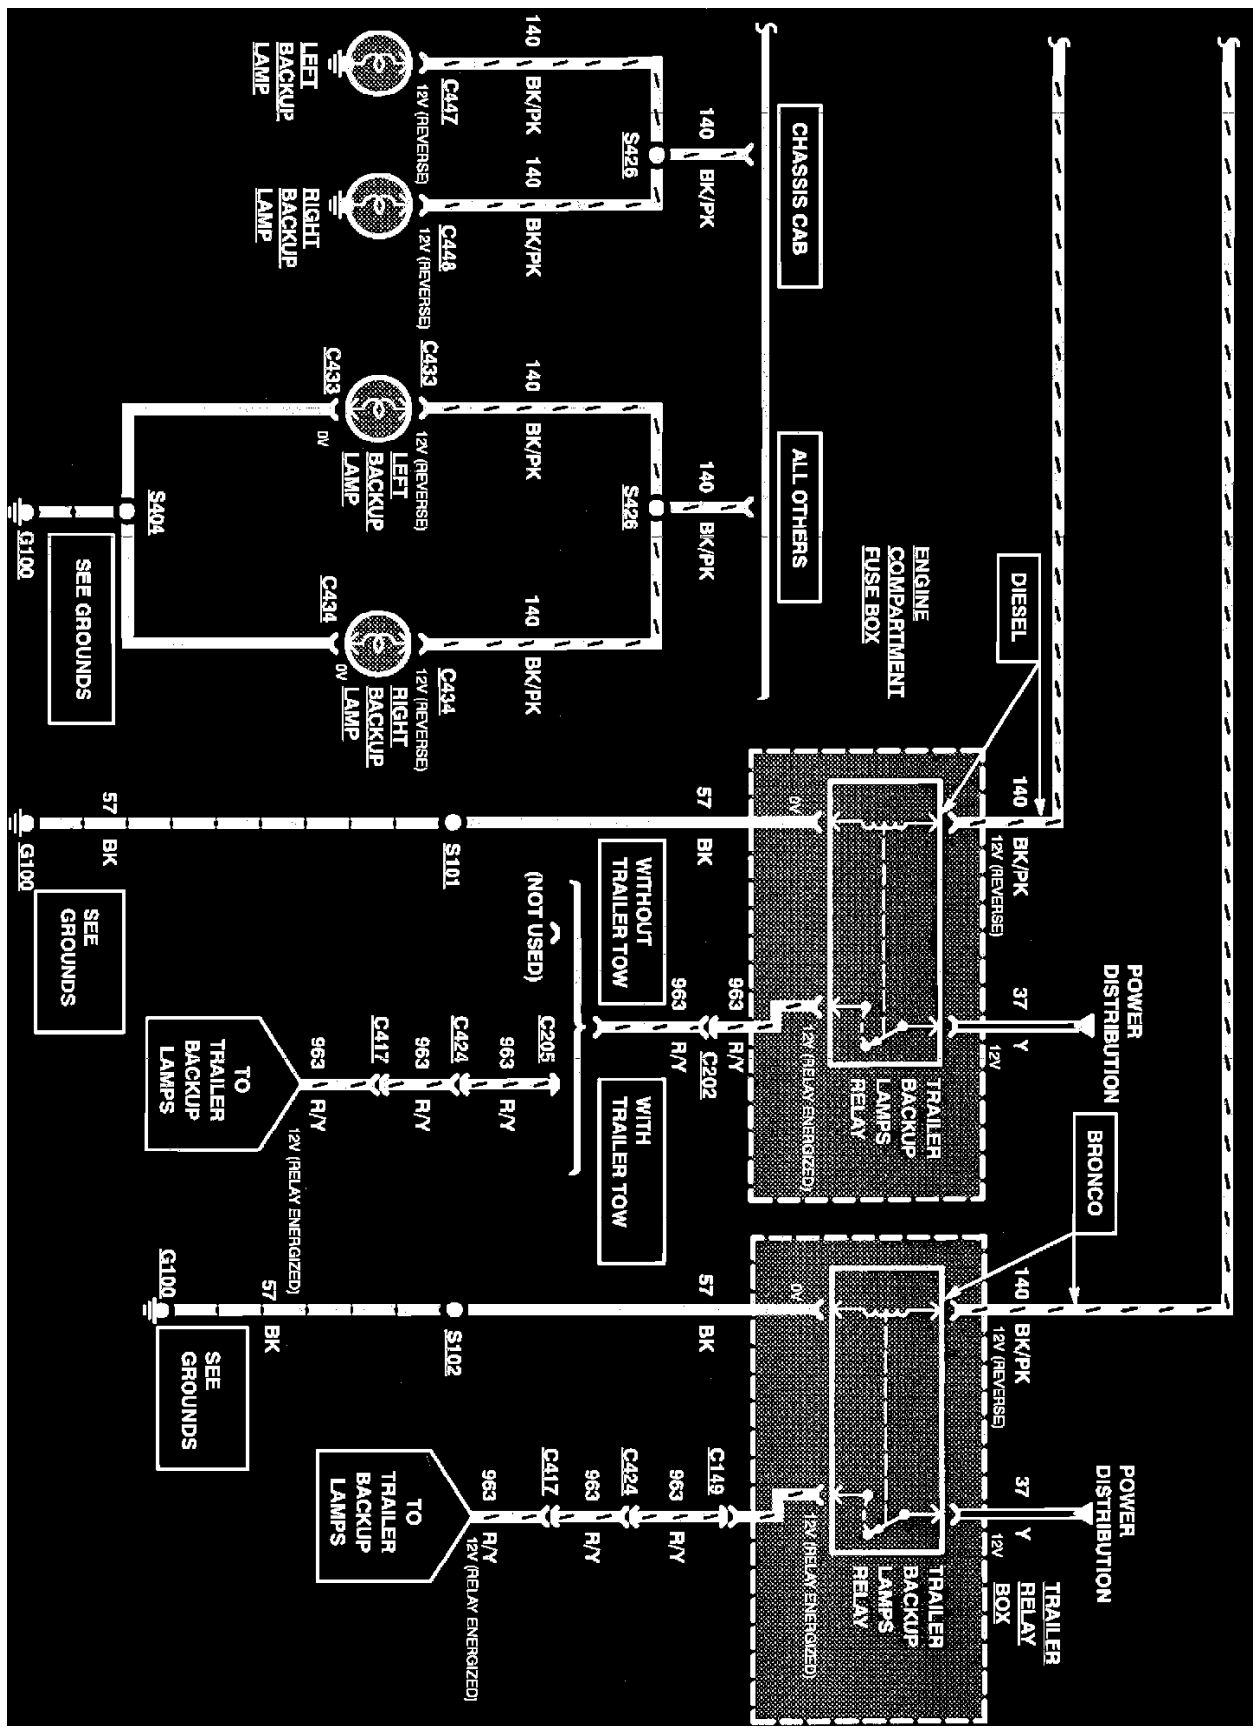 POWER
DISTRIBUTION
POWER
DISTRIBUTION
BRONCO
TRAILER
RELAY
BOX
DIESEL
140
BK/PK
12V (REVERSE)
37
Y
12V
140
BK/PK
12V (REVERSE)
37
Y
12V
ENGINE
COMPARTMENT
FUSE BOX
TRAILER
BACKUP
LAMPS
RELAY
TRAILER
BACKUP
LAMPS
RELAY
CHASSIS CAB
ALL OTHERS
0V
12V (RELAY ENERGIZED)
0V
12V (RELAY ENERGIZED)
140
BK/PK
140
BK/PK
57
BK
963
R/Y
C202
963
R/Y
57
BK
C149
963
R/Y
C424
963
R/Y
C417
963
R/Y
12V (RELAY ENERGIZED)
TO
TRAILER
BACKUP
LAMPS
S426
S426
WITHOUT
TRAILER TOW
WITH
TRAILER TOW
(NOT USED)
C205
963
R/Y
C424
963
R/Y
C417
963
R/Y
12V (RELAY ENERGIZED)
TO
TRAILER
BACKUP
LAMPS
140
BK/PK
140
BK/PK
140
BK/PK
140
BK/PK
C447
12V (REVERSE)
C448
12V (REVERSE)
C433
12V (REVERSE)
C434
12V (REVERSE)
S101
S102
LEFT
BACKUP
LAMP
RIGHT
BACKUP
LAMP
LEFT
BACKUP
LAMP
RIGHT
BACKUP
LAMP
C433
0V
C434
0V
57
BK
G100
SEE
GROUNDS
S404
57
BK
SEE GROUNDS
SEE
GROUNDS
G100
G100